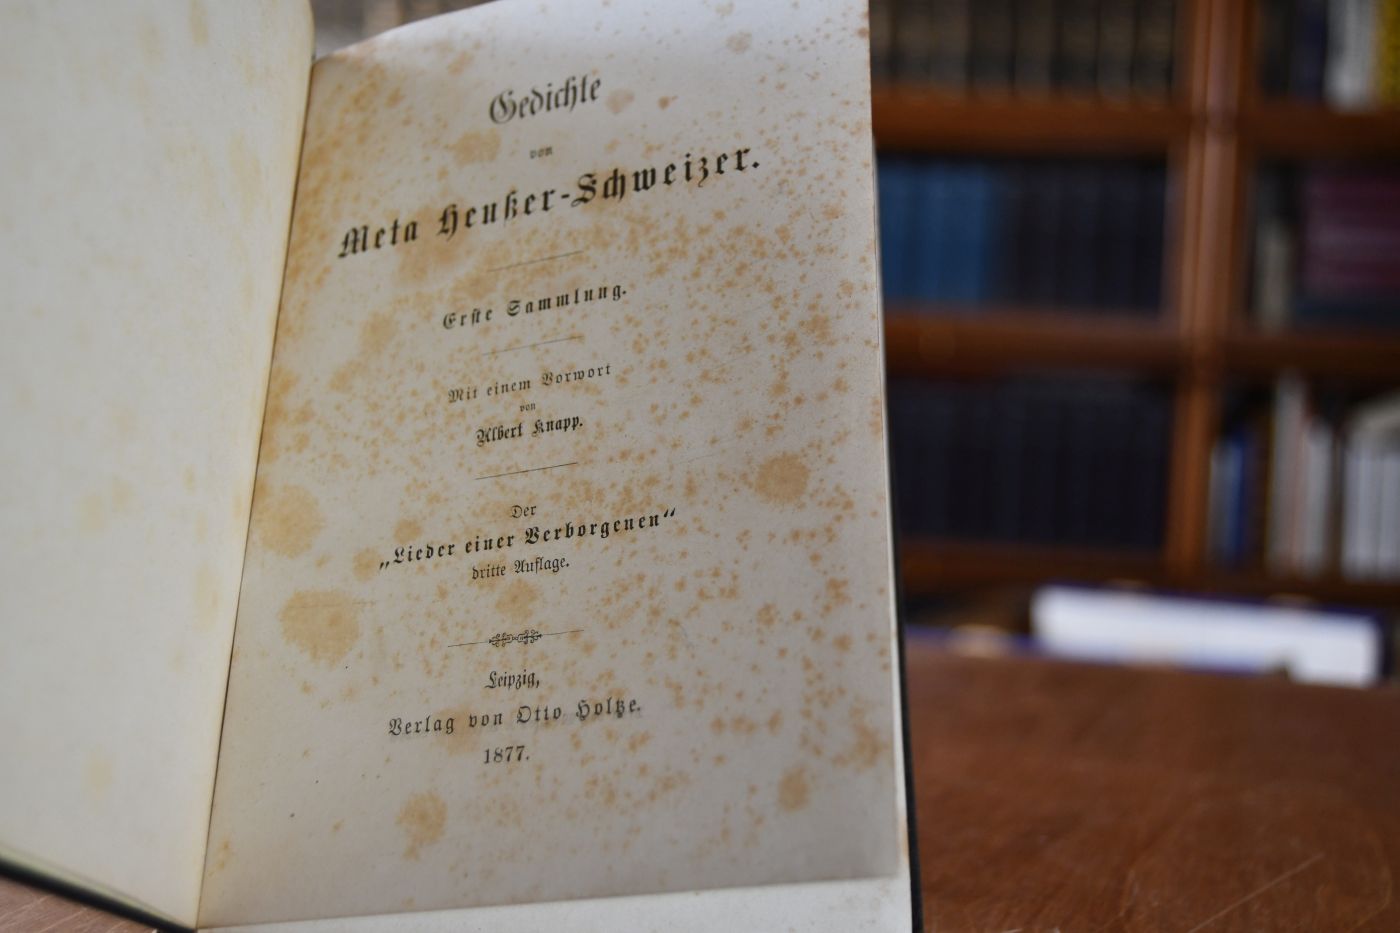 Gedichte
von
Meta Heußer-Schweizer.
Erste Sammlung.
Mit einem Vorwort
von
Albert Knapp.
Der
„Lieder einer Verborgenen“
dritte Auflage.
Leipzig,
Verlag von Otto Holtze.
1877.